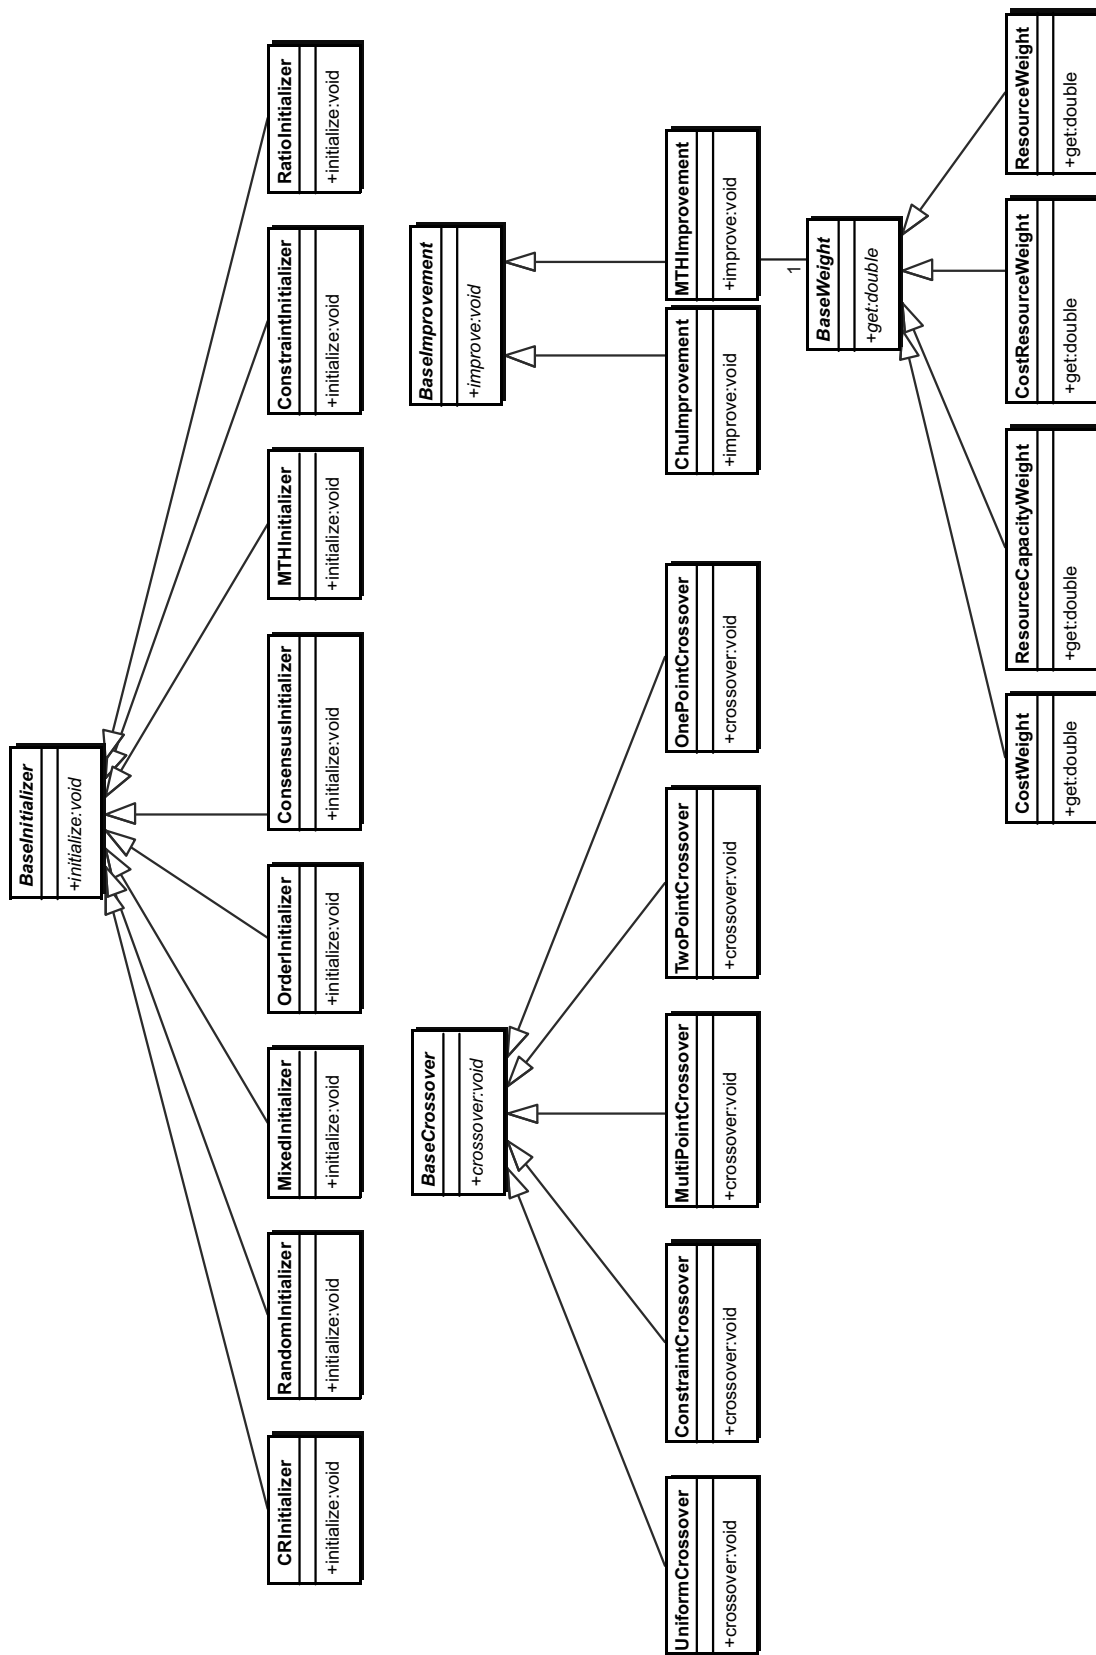 BaseInitializer
+initialize:void
CRInitializer
+initialize:void
RandomInitializer
+initialize:void
MixedInitializer
+initialize:void
OrderInitializer
+initialize:void
ConsensusInitializer
+initialize:void
MTHInitializer
+initialize:void
ConstraintInitializer
+initialize:void
RatioInitializer
+initialize:void
BaseCrossover
+crossover:void
BaseImprovement
+improve:void
UniformCrossover
+crossover:void
ConstraintCrossover
+crossover:void
MultiPointCrossover
+crossover:void
TwoPointCrossover
+crossover:void
OnePointCrossover
+crossover:void
ChuImprovement
+improve:void
MTHImprovement
+improve:void
1
BaseWeight
+get:double
CostWeight
+get:double
ResourceCapacityWeight
+get:double
CostResourceWeight
+get:double
ResourceWeight
+get:double